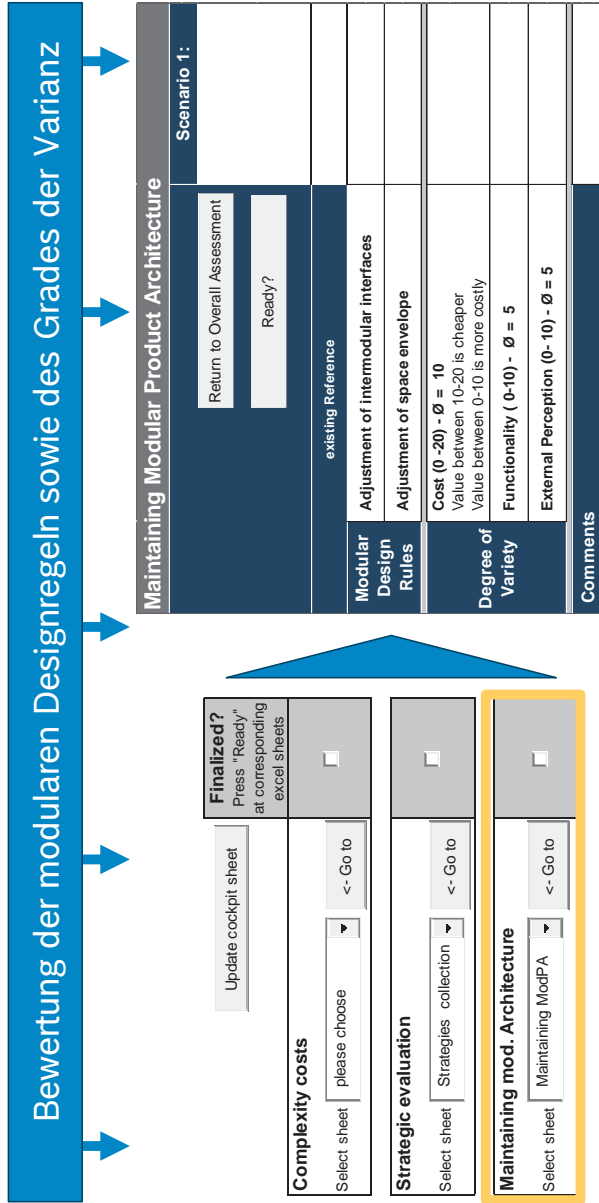 Bewertung der modularen Designregeln sowie des Grades der Varianz
Update cockpit sheet
Finalized?
Press "Ready"
at corresponding
excel sheets
Complexity costs
Select sheet please choose <- Go to
Strategic evaluation
Select sheet Strategies collection <- Go to
Maintaining mod. Architecture
Select sheet Maintaining ModPA <- Go to
Maintaining Modular Product Architecture
Scenario 1:
Return to Overall Assessment
Ready?
existing Reference
Modular
Design
Rules
Adjustment of intermodular interfaces
Adjustment of space envelope
Degree of
Variety
Cost (0 -20) - Ø = 10
Value between 10-20 is cheaper
Value between 0-10 is more costly
Functionality ( 0-10) - Ø = 5
External Perception (0- 10) - Ø = 5
Comments